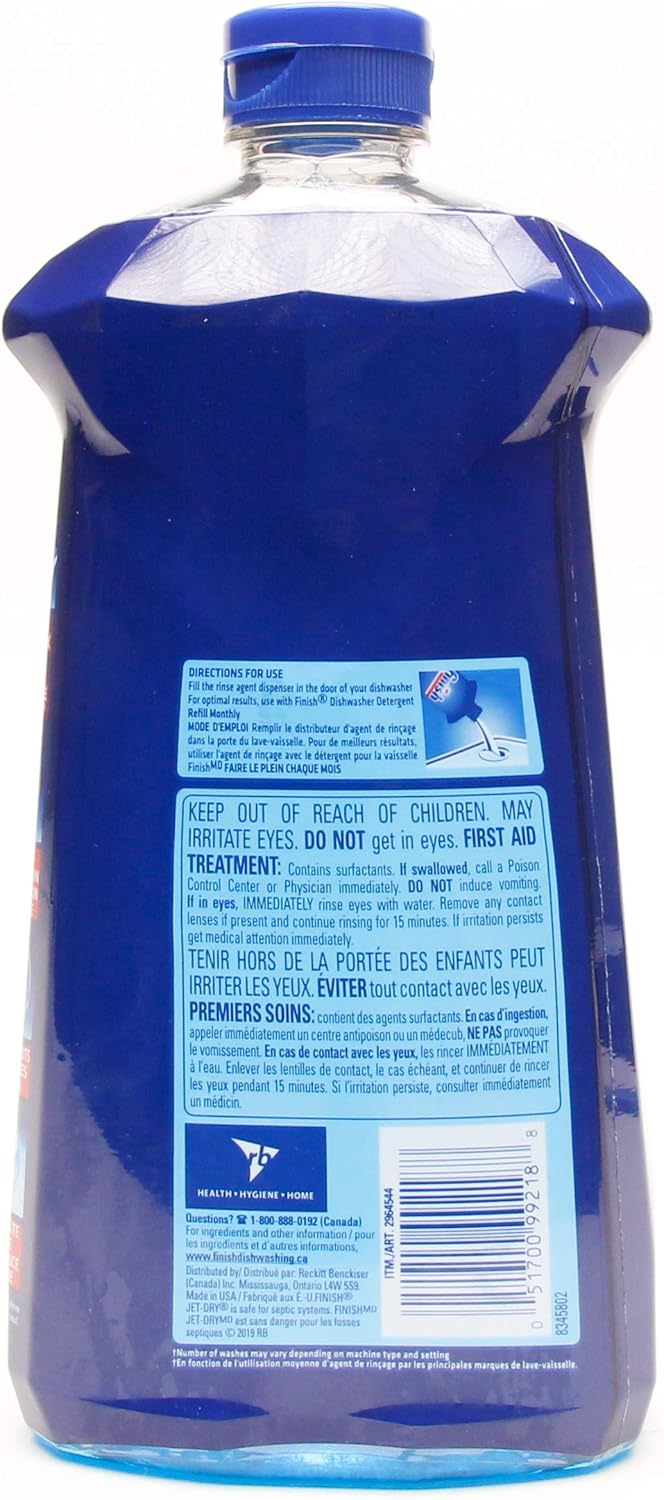 DIRECTIONS FOR USE
Fill the rinse agent dispenser in the door of your dishwasher
For optimal results, use with Finish® Dishwasher Detergent
Refill Monthly
MODE D'EMPLOI Remplir le distributeur d'agent de rinçage
dans la porte du lave-vaisselle. Pour de meilleurs résultats,
utiliser l'agent de rinçage avec le détergent pour la vaisselle
FinishMD FAIRE LE PLEIN CHAQUE MOIS
Finish
KEEP OUT OF REACH OF CHILDREN. MAY
IRRITATE EYES. DO NOT get in eyes. FIRST AID
TREATMENT: Contains surfactants. If swallowed, call a Poison
Control Center or Physician immediately. DO NOT induce vomiting.
If in eyes, IMMEDIATELY rinse eyes with water. Remove any contact
lenses if present and continue rinsing for 15 minutes. If irritation persists
get medical attention immediately.
TENIR HORS DE LA PORTÉE DES ENFANTS PEUT
IRRITER LES YEUX. ÉVITER tout contact avec les yeux.
PREMIERS SOINS: contient des agents surfactants. En cas d'ingestion,
appeler immédiatement un centre antipoison ou un médecub, NE PAS provoquer
le vomissement. En cas de contact avec les yeux, les rincer IMMÉDIATEMENT
à l'eau. Enlever les lentilles de contact, le cas échéant, et continuer de rincer
les yeux pendant 15 minutes. Si l'irritation persiste, consulter immédiatement
un médicin.
rb
HEALTH • HYGIENE • HOME
Questions? ☎ 1-800-888-0192 (Canada)
For ingredients and other information / pour
les ingredients et d'autres informations,
www.finishdishwashing.ca
Distributed by/ Distribué par: Reckitt Benckiser
(Canada) Inc. Mississauga, Ontario L4W 5S9.
Made in USA / Fabriqué aux É.-U.FINISH®
JET-DRY® is safe for septic systems. FINISHMD
JET-DRYMD est sans danger pour les fosses
septiques © 2019 RB
ITM./ART. 2964544
0 51700 99218 8
8345802
†Number of washes may vary depending on machine type and setting
†En fonction de l'utilisation moyenne d'agent de rinçage par les principales marques de lave-vaisselle.